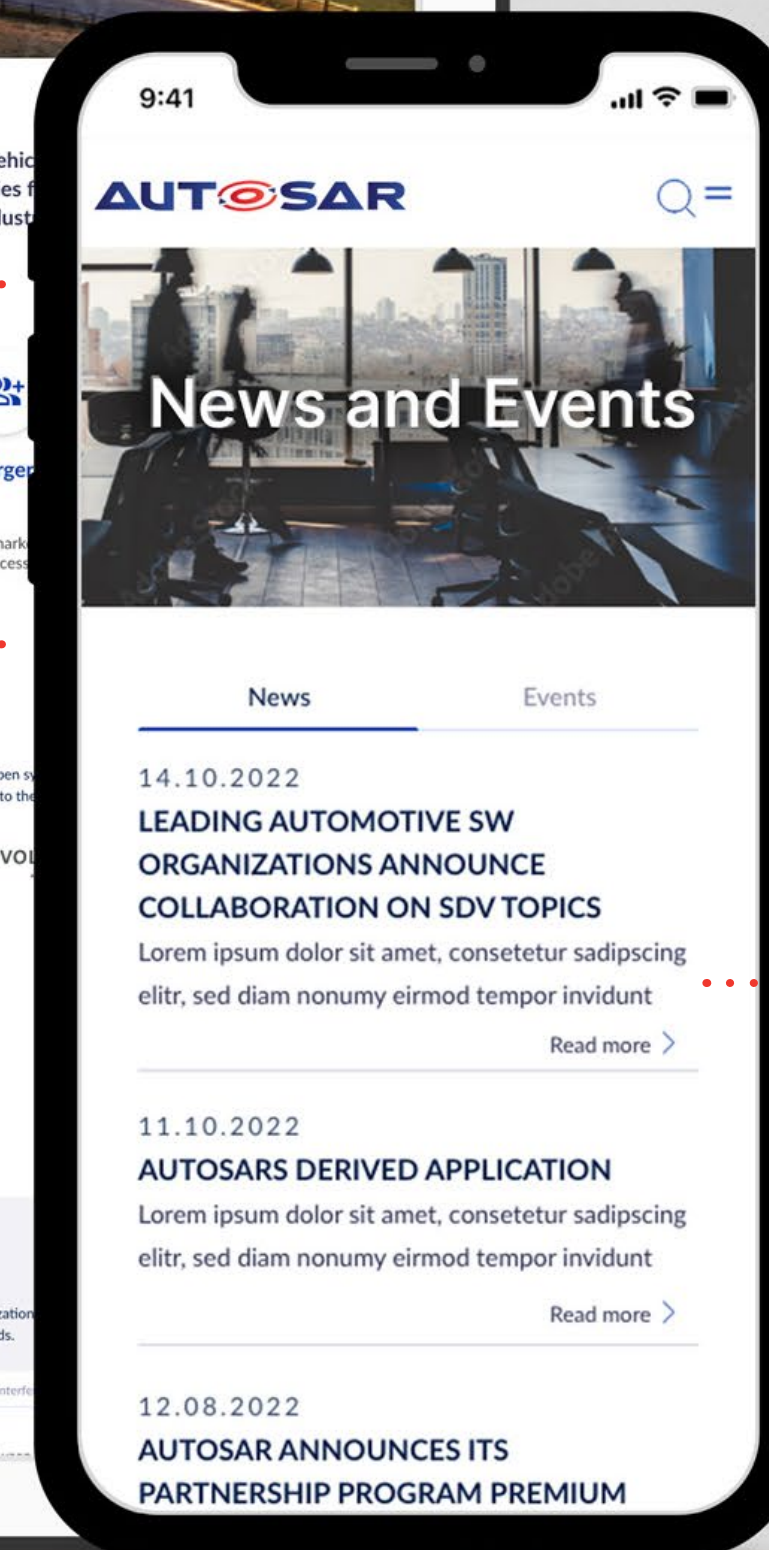 9:41
AUTOSAR
News and Events
News
Events
14.10.2022
LEADING AUTOMOTIVE SW
ORGANIZATIONS ANNOUNCE
COLLABORATION ON SDV TOPICS
Lorem ipsum dolor sit amet, consetetur sadipscing
elitr, sed diam nonumy eirmod tempor invidunt
Read more
11.10.2022
AUTOSARS DERIVED APPLICATION
Lorem ipsum dolor sit amet, consetetur sadipscing
elitr, sed diam nonumy eirmod tempor invidunt
Read more
12.08.2022
AUTOSAR ANNOUNCES ITS
PARTNERSHIP PROGRAM PREMIUM